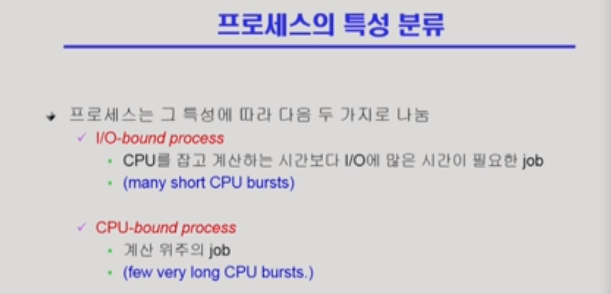 프로세스의 특성 분류
프로세스는 그 특성에 따라 다음 두 가지로 나눔
I/O-bound process
CPU를 잡고 계산하는 시간보다 I/O에 많은 시간이 필요한 job
(many short CPU bursts)
CPU-bound process
계산 위주의 job
(few very long CPU bursts.)